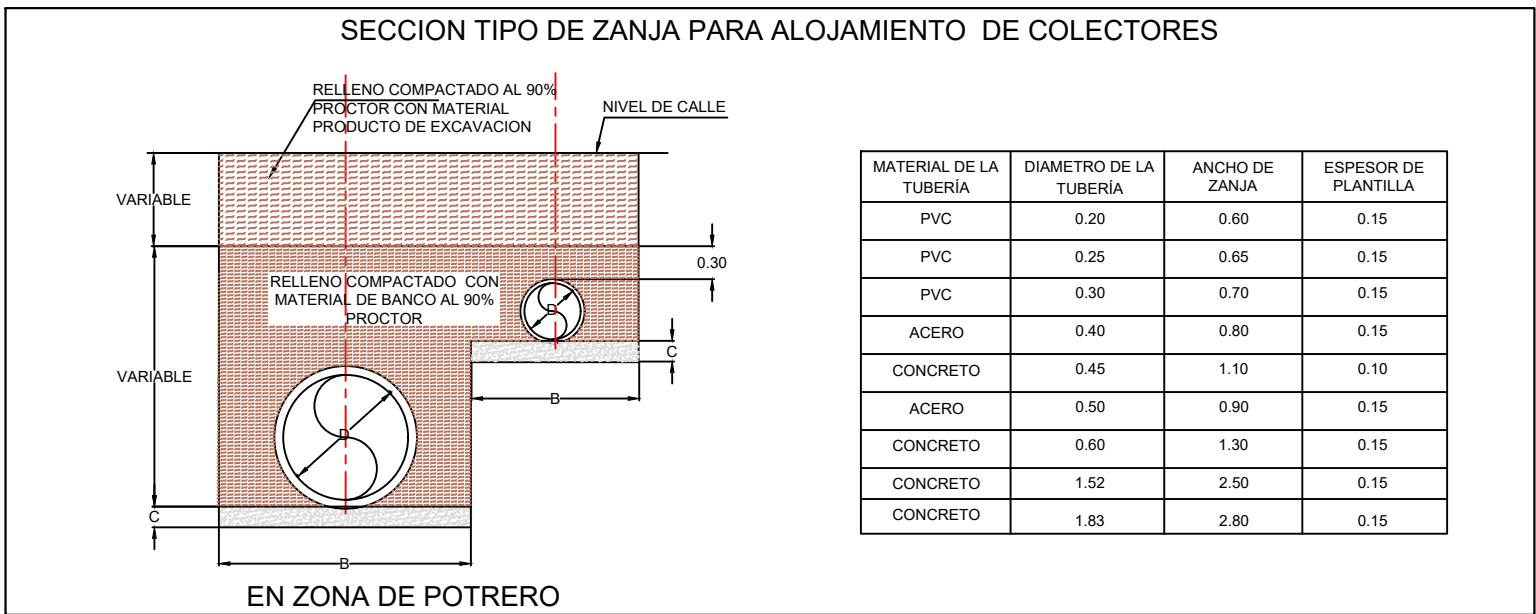 SECCION TIPO DE ZANJA PARA ALOJAMIENTO DE COLECTORES
RELLENO COMPACTADO AL 90%
PROCTOR CON MATERIAL
PRODUCTO DE EXCAVACION
NIVEL DE CALLE
VARIABLE
0.30
RELLENO COMPACTADO CON
MATERIAL DE BANCO AL 90%
PROCTOR
D
C
VARIABLE
B
D
C
B
EN ZONA DE POTRERO
MATERIAL DE LA TUBERÍA DIAMETRO DE LA TUBERÍA ANCHO DE ZANJA ESPESOR DE PLANTILLA
PVC 0.20 0.60 0.15
PVC 0.25 0.65 0.15
PVC 0.30 0.70 0.15
ACERO 0.40 0.80 0.15
CONCRETO 0.45 1.10 0.10
ACERO 0.50 0.90 0.15
CONCRETO 0.60 1.30 0.15
CONCRETO 1.52 2.50 0.15
CONCRETO 1.83 2.80 0.15